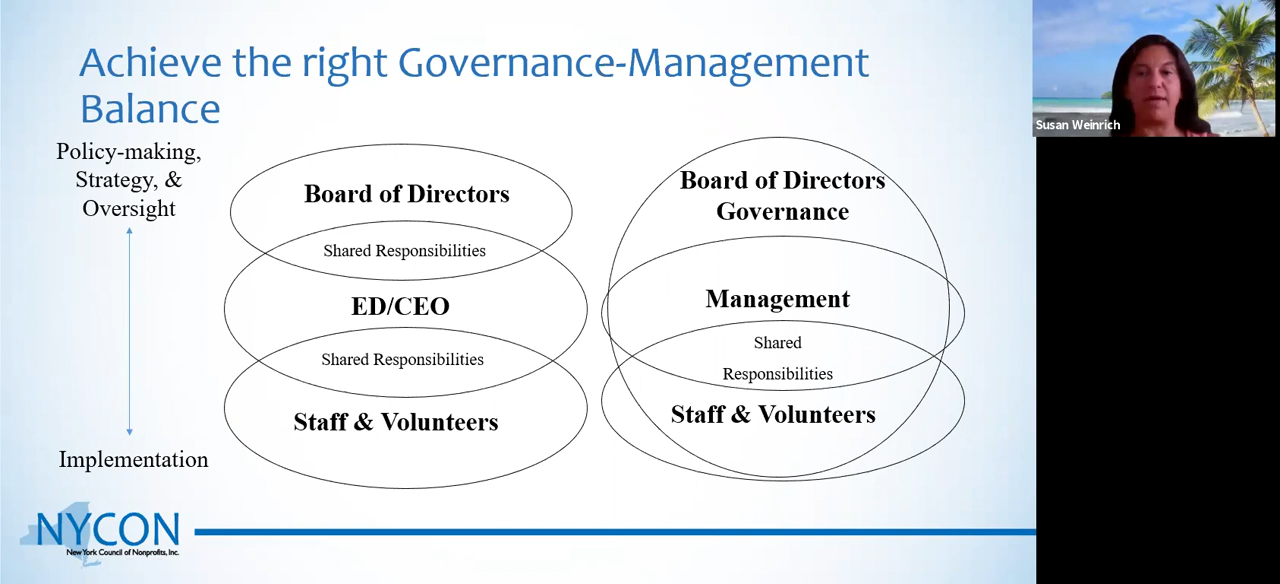 Achieve the right Governance-Management
Balance
Susan Weinrich
Policy-making,
Strategy, &
Oversight
Implementation
Board of Directors
Shared Responsibilities
ED/CEO
Shared Responsibilities
Staff & Volunteers
Board of Directors
Governance
Management
Shared
Responsibilities
Staff & Volunteers
NYCON
New York Council of Nonprofits, Inc.